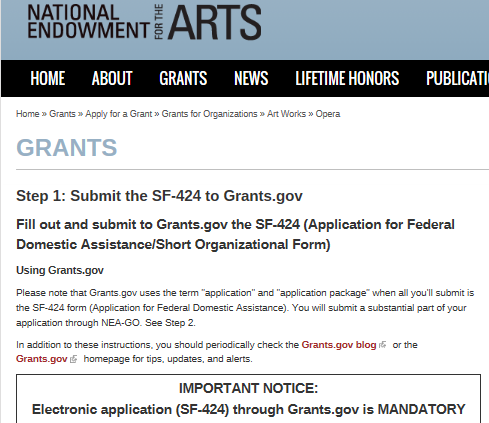 NATIONAL
ENDOWMENT FOR THE ARTS
HOME ABOUT GRANTS NEWS LIFETIME HONORS PUBLICATI
Home » Grants » Apply for a Grant » Grants for Organizations » Art Works » Opera
GRANTS
Step 1: Submit the SF-424 to Grants.gov
Fill out and submit to Grants.gov the SF-424 (Application for Federal
Domestic Assistance/Short Organizational Form)
Using Grants.gov
Please note that Grants.gov uses the term "application" and "application package" when all you'll submit is
the SF-424 form (Application for Federal Domestic Assistance). You will submit a substantial part of your
application through NEA-GO. See Step 2.
In addition to these instructions, you should periodically check the Grants.gov blog or the
Grants.gov homepage for tips, updates, and alerts.
IMPORTANT NOTICE:
Electronic application (SF-424) through Grants.gov is MANDATORY